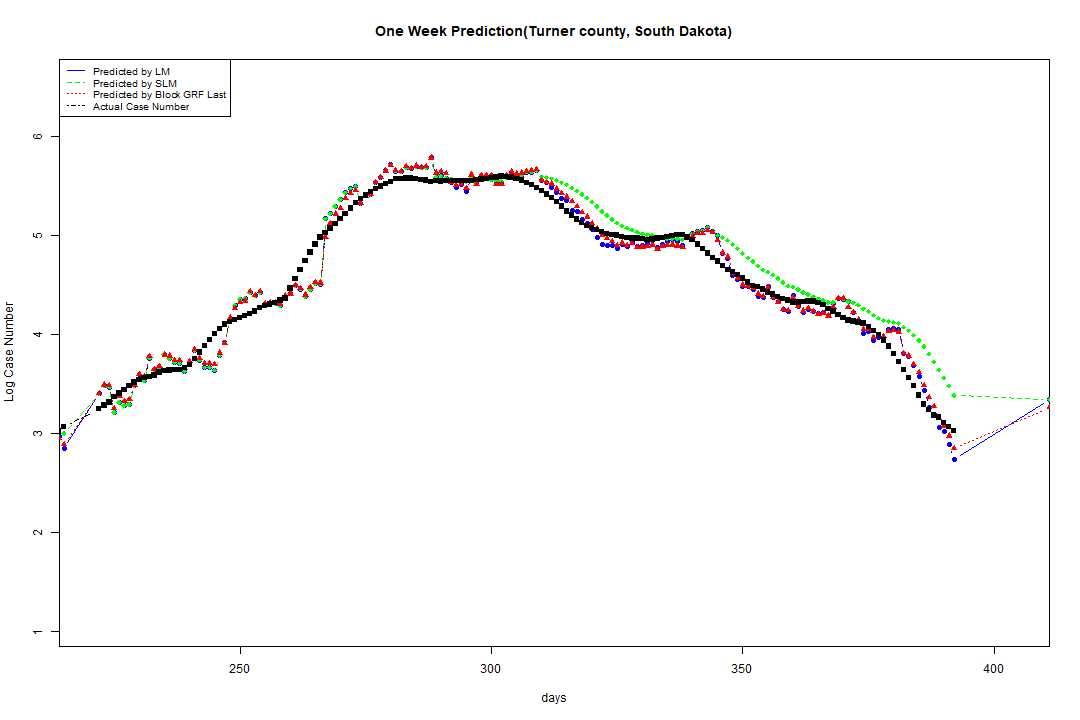 One Week Prediction(Turner county, South Dakota)
Predicted by LM
Predicted by SLM
Predicted by Block GRF Last
Actual Case Number
Log Case Number
6
5
4
3
2
1
250
300
350
400
days